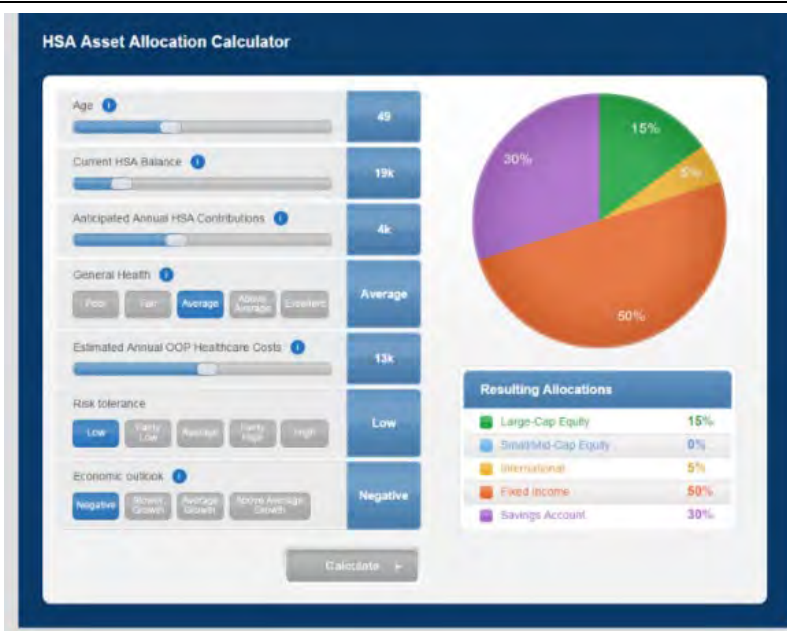 HSA Asset Allocation Calculator
Age
49
Current HSA Balance
19k
Anticipated Annual HSA Contributions
4k
General Health
Poor Fair Average Above Average Excellent
Average
Estimated Annual OOP Healthcare Costs
13k
Risk tolerance
Low Fairly Low Average Fairly High High
Low
Economic outlook
Negative Slower Growth Average Growth Above Average Growth
Negative
Calculate
15%
5%
30%
50%
Resulting Allocations
Large-Cap Equity 15%
Small/Mid-Cap Equity 0%
International 5%
Fixed Income 50%
Savings Account 30%